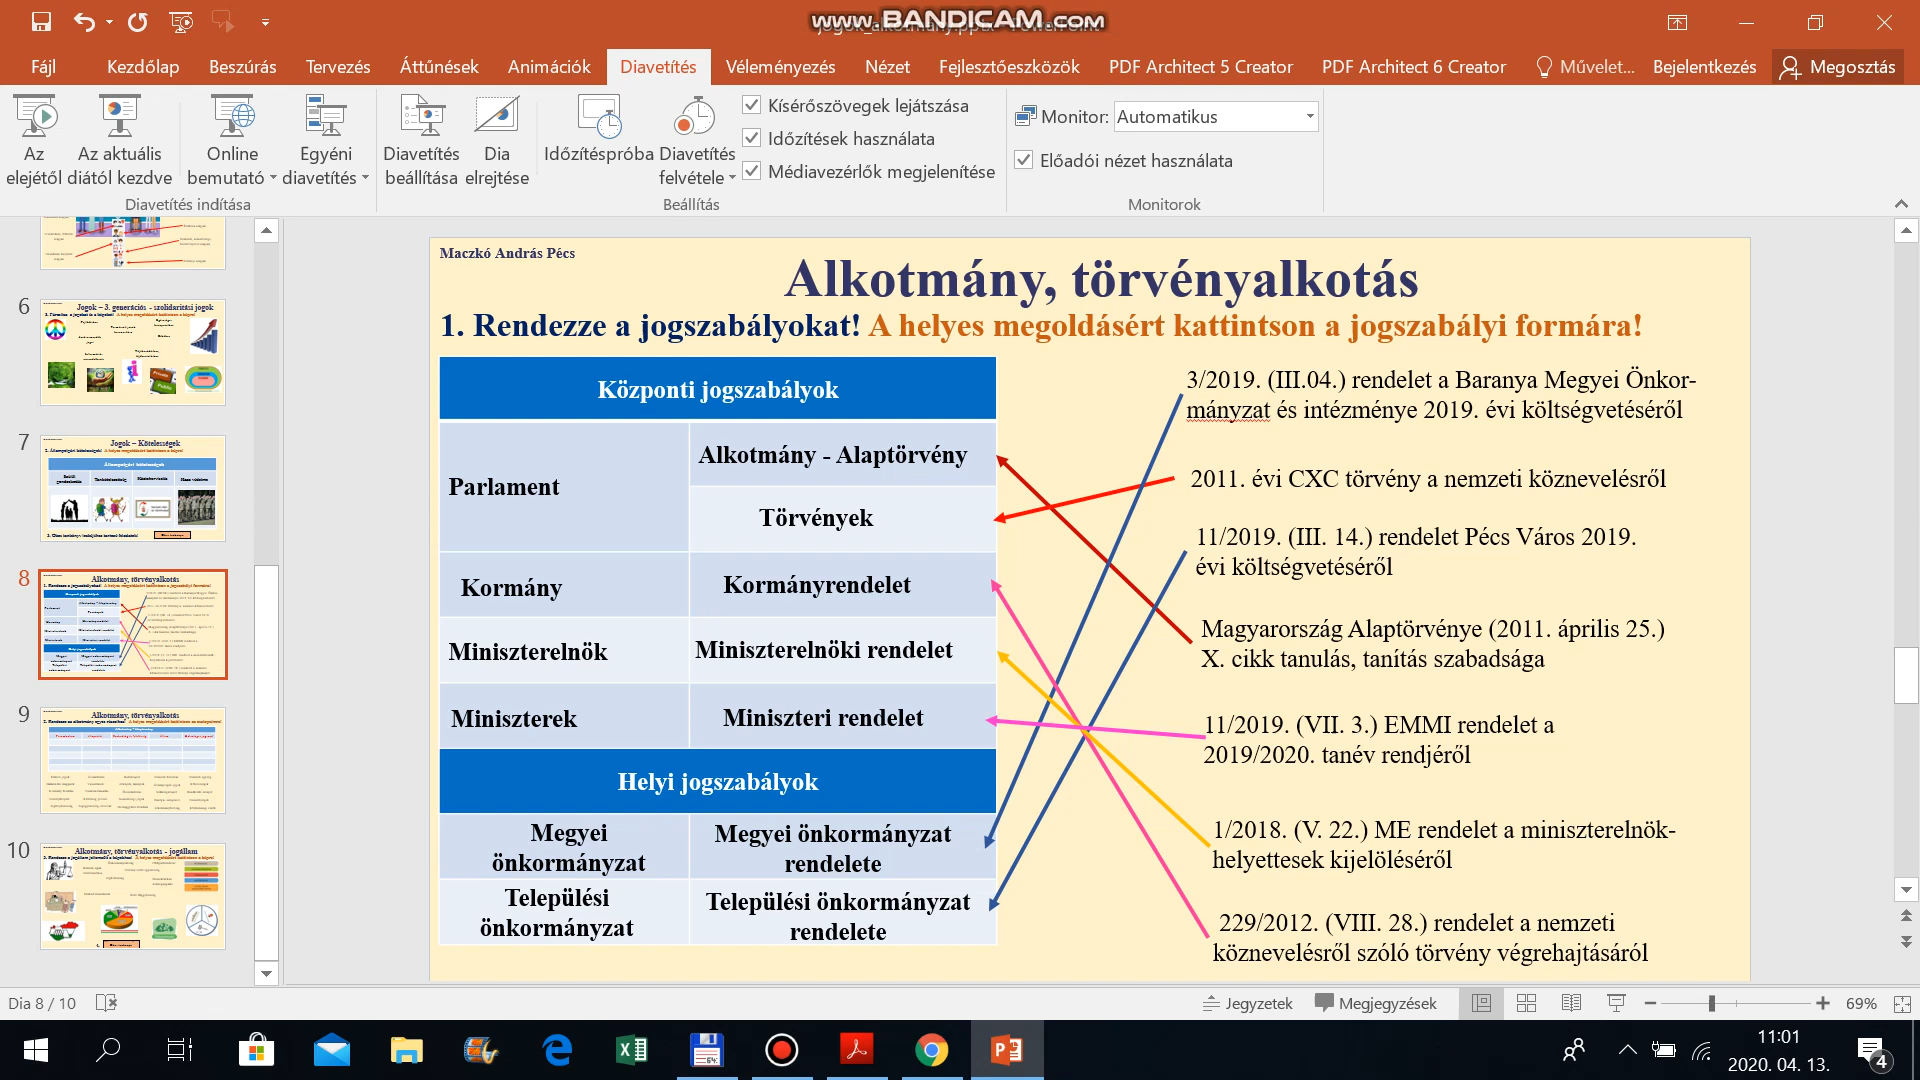 www.BANDICAM.com
Fájl Kezdőlap Beszúrás Tervezés Áttűnések Animációk Diavetítés Véleményezés Nézet Fejlesztőeszközök PDF Architect 5 Creator PDF Architect 6 Creator Művelet... Bejelentkezés Megosztás
Az elejétől
Az aktuális diától kezdve
Online bemutató
Egyéni diavetítés
Diavetítés indítása
Diavetítés beállítása
Dia elrejtése
Időzítéspróba
Diavetítés felvétele
Kísérőszövegek lejátszása
Időzítések használata
Médiavezérlők megjelenítése
Beállítás
Monitor: Automatikus
Előadói nézet használata
Monitorok
6
Jogok – 3. generációs - szolidaritási jogok
7
Jogok – Kötelességek
8
Alkotmány, törvényalkotás
9
Alkotmány, törvényalkotás
10
Alkotmány, törvényalkotás - jogállam
Maczkó András Pécs
Alkotmány, törvényalkotás
1. Rendezze a jogszabályokat! A helyes megoldásért kattintson a jogszabályi formára!
Központi jogszabályok
Parlament
Alkotmány - Alaptörvény
Törvények
Kormány
Kormányrendelet
Miniszterelnök
Miniszterelnöki rendelet
Miniszterek
Miniszteri rendelet
Helyi jogszabályok
Megyei
önkormányzat
Megyei önkormányzat
rendelete
Települési
önkormányzat
Települési önkormányzat
rendelete
3/2019. (III.04.) rendelet a Baranya Megyei Önkor-
mányzat és intézménye 2019. évi költségvetéséről
2011. évi CXC törvény a nemzeti köznevelésről
11/2019. (III. 14.) rendelet Pécs Város 2019.
évi költségvetéséről
Magyarország Alaptörvénye (2011. április 25.)
X. cikk tanulás, tanítás szabadsága
11/2019. (VII. 3.) EMMI rendelet a
2019/2020. tanév rendjéről
1/2018. (V. 22.) ME rendelet a miniszterelnök-
helyettesek kijelöléséről
229/2012. (VIII. 28.) rendelet a nemzeti
köznevelésről szóló törvény végrehajtásáról
Dia 8 / 10
Jegyzetek
Megjegyzések
69%
11:01
2020. 04. 13.
4